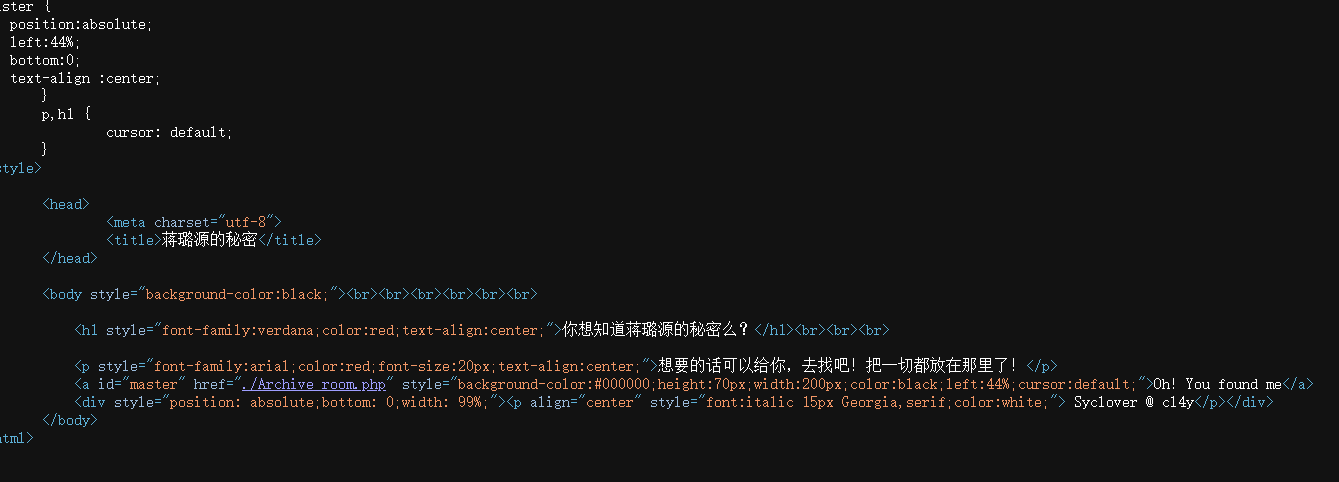 ster {
position:absolute;
left:44%;
bottom:0;
text-align :center;
}
p,h1 {
cursor: default;
}
style>
<head>
<meta charset="utf-8">
<title>蒋璐源的秘密</title>
</head>
<body style="background-color:black;"><br><br><br><br><br><br>
<h1 style="font-family:verdana;color:red;text-align:center;">你想知道蒋璐源的秘密么？</h1><br><br><br>
<p style="font-family:arial;color:red;font-size:20px;text-align:center;">想要的话可以给你，去找吧！把一切都放在那里了！</p>
<a id="master" href="./Archive_room.php" style="background-color:#000000;height:70px;width:200px;color:black;left:44%;cursor:default;">Oh! You found me</a>
<div style="position: absolute;bottom: 0;width: 99%;"><p align="center" style="font:italic 15px Georgia,serif;color:white;"> Syclover @ cl4y</p></div>
</body>
html>